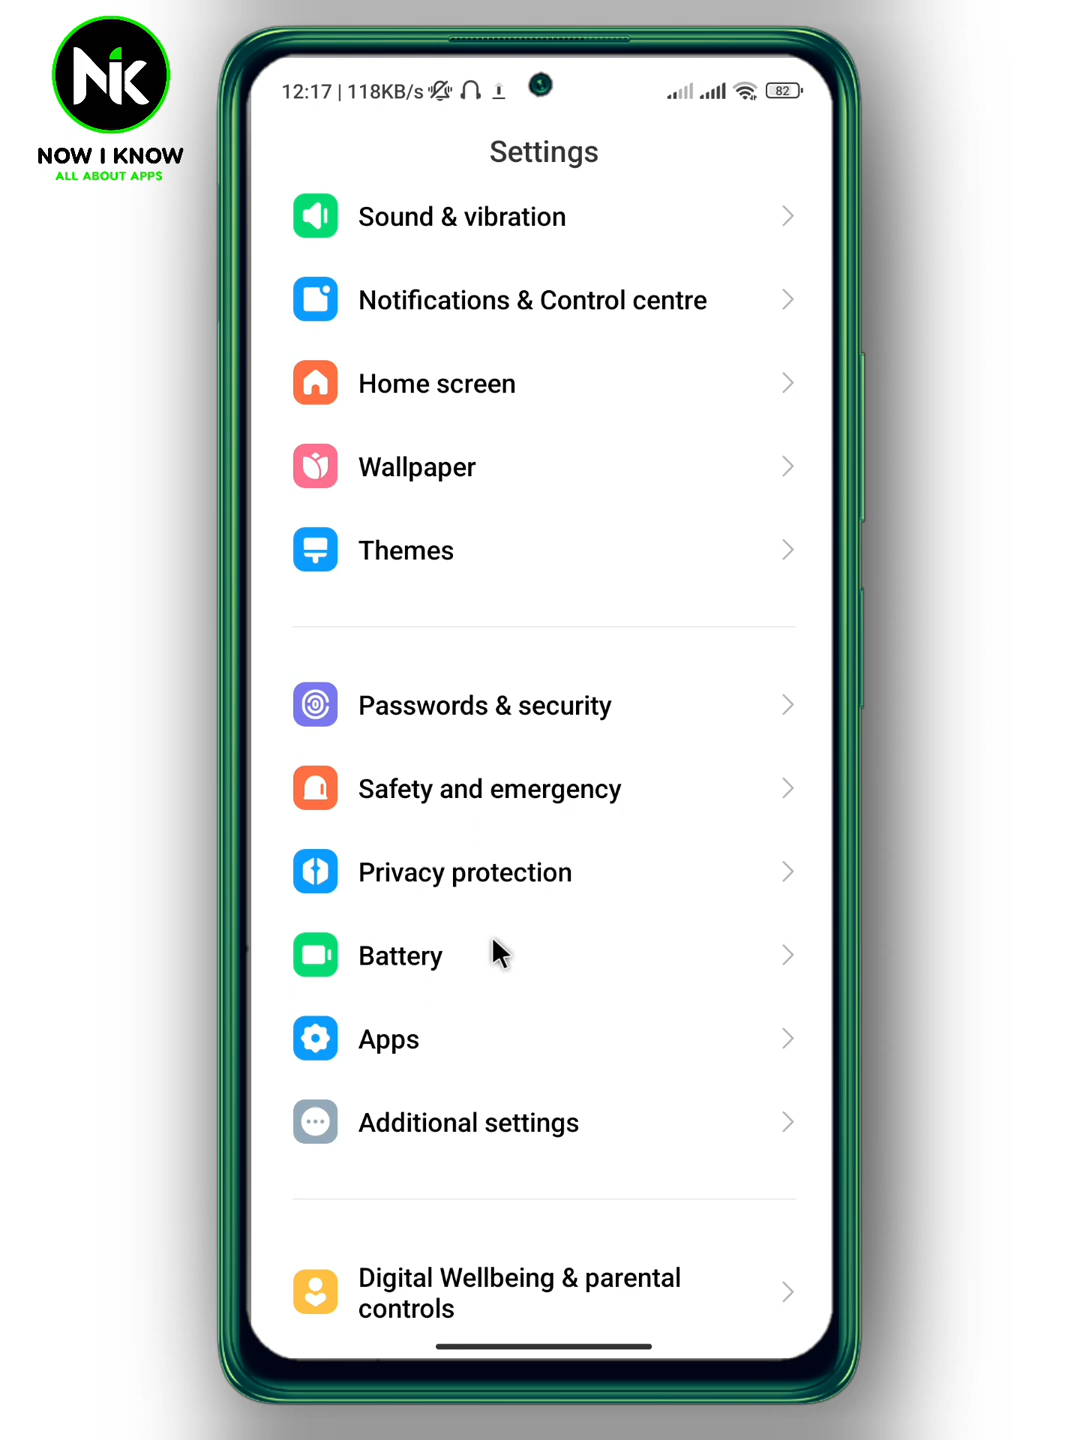 NIK
NOW I KNOW
ALL ABOUT APPS
12:17 | 118KB/s
82
Settings
Sound & vibration
Notifications & Control centre
Home screen
Wallpaper
Themes
Passwords & security
Safety and emergency
Privacy protection
Battery
Apps
Additional settings
Digital Wellbeing & parental
controls